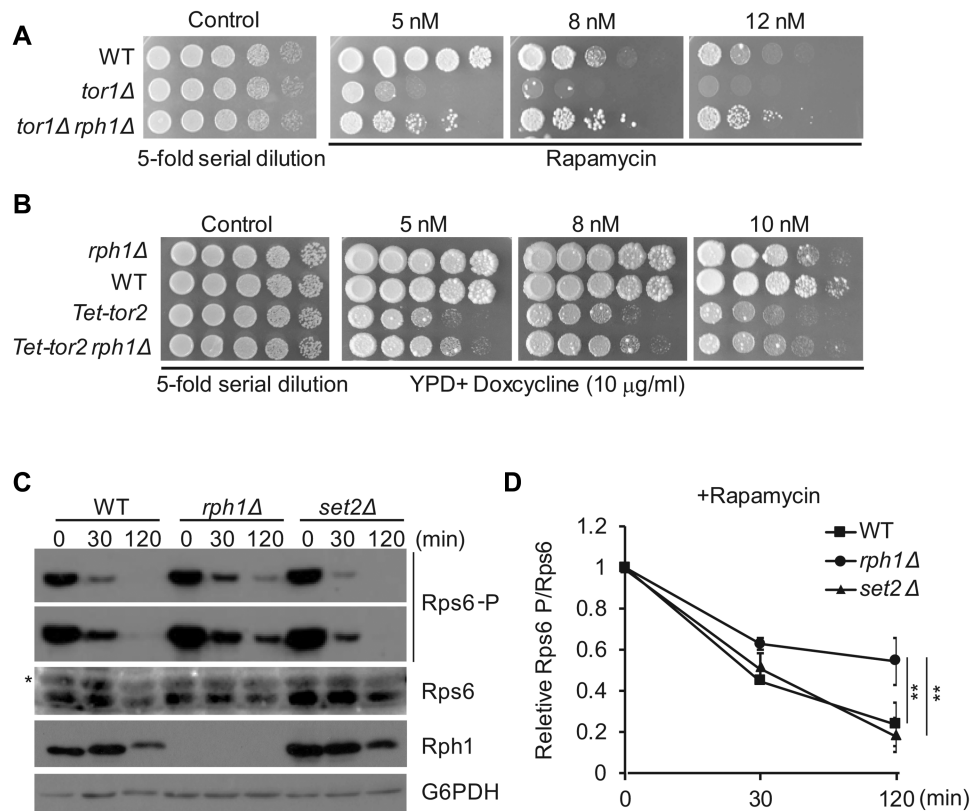 A
Control
5 nM
8 nM
12 nM
WT
tor1Δ
tor1Δ rph1Δ
5-fold serial dilution
Rapamycin
B
Control
5 nM
8 nM
10 nM
rph1Δ
WT
Tet-tor2
Tet-tor2 rph1Δ
5-fold serial dilution
YPD+ Doxcycline (10 μg/ml)
C
WT
rph1Δ
set2Δ
0 30 120 0 30 120 0 30 120 (min)
Rps6-P
*
Rps6
Rph1
G6PDH
D
+Rapamycin
WT
rph1Δ
set2Δ
Reletive Rps6 P/Rps6
1.2
1
0.8
0.6
0.4
0.2
0
**
**
0 30 120 (min)